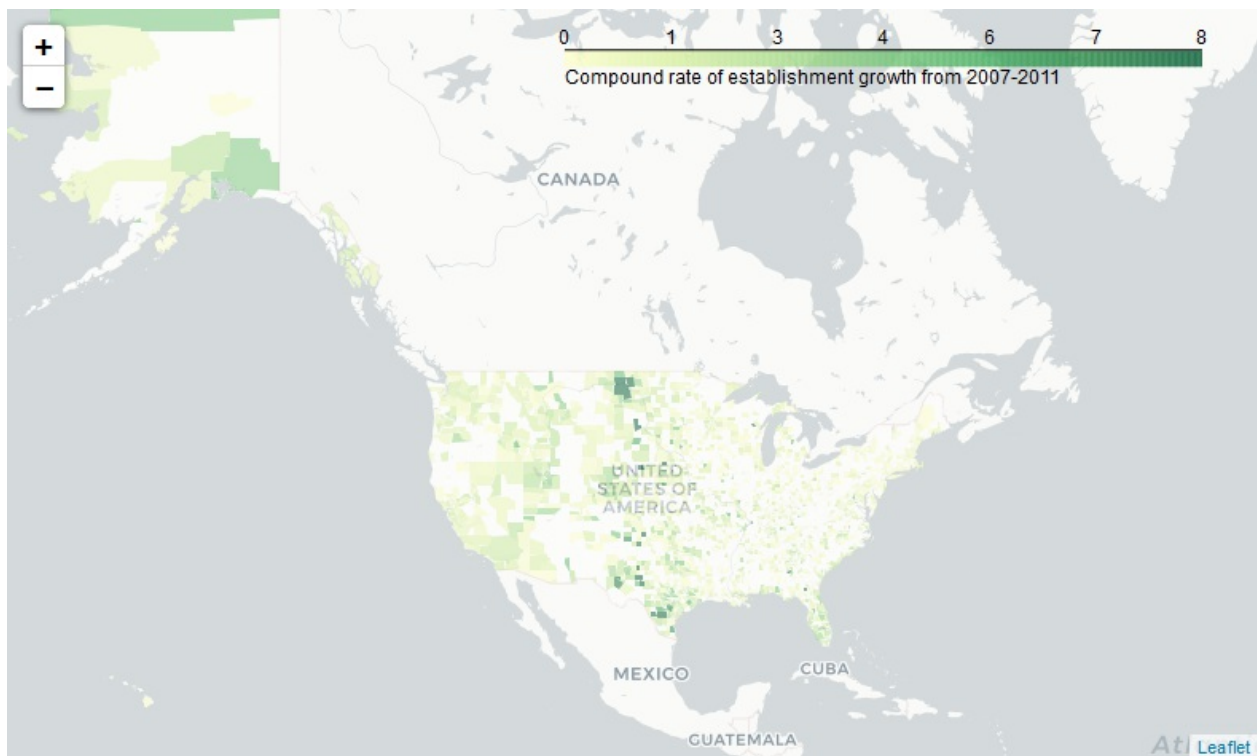 +
−
0 1 3 4 6 7 8
Compound rate of establishment growth from 2007-2011
CANADA
UNITED
STATES OF
AMERICA
MEXICO
CUBA
GUATEMALA
Leaflet